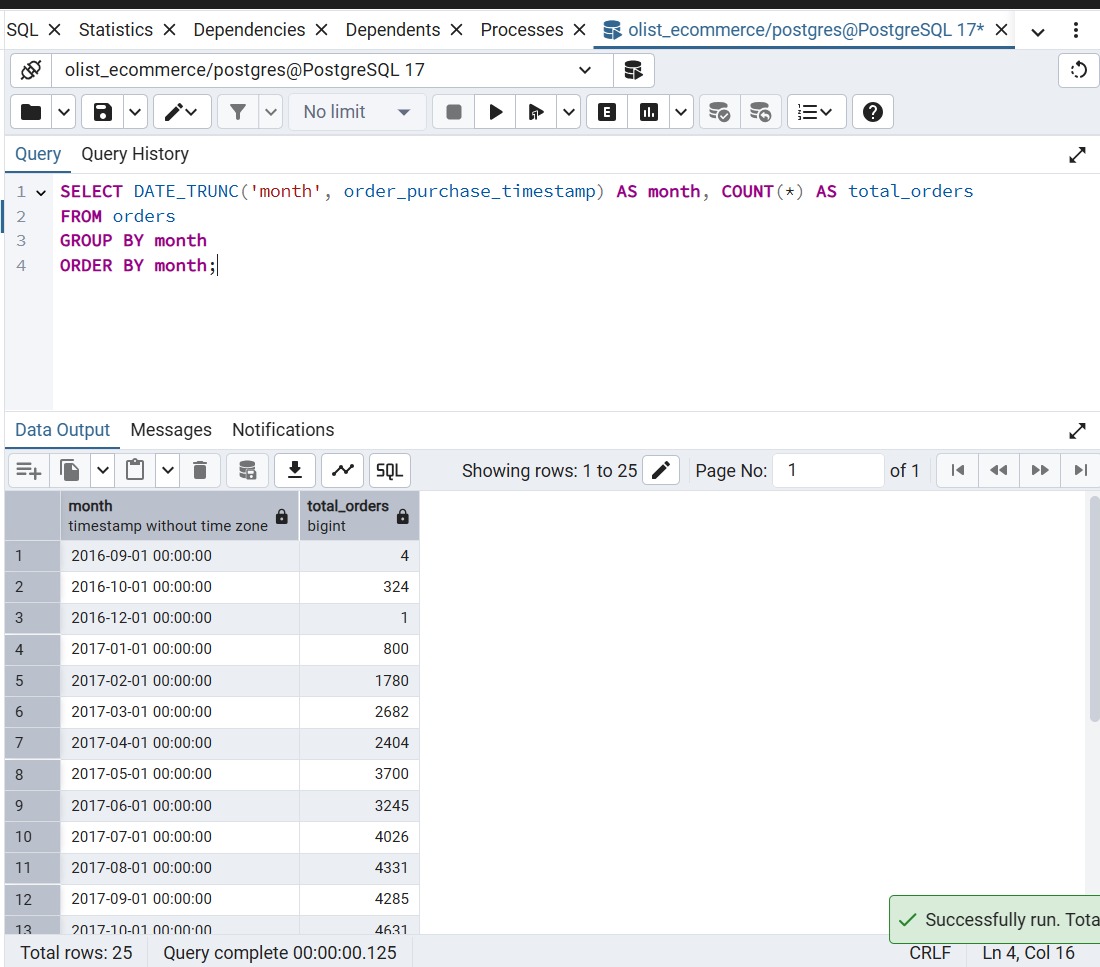 SQL Statistics Dependencies Dependents Processes olist_ecommerce/postgres@PostgreSQL 17*
olist_ecommerce/postgres@PostgreSQL 17
No limit E
Query Query History
1 SELECT DATE_TRUNC('month', order_purchase_timestamp) AS month, COUNT(*) AS total_orders
2 FROM orders
3 GROUP BY month
4 ORDER BY month;
Data Output Messages Notifications
SQL Showing rows: 1 to 25 Page No: 1 of 1
month total_orders
timestamp without time zone bigint
1 2016-09-01 00:00:00 4
2 2016-10-01 00:00:00 324
3 2016-12-01 00:00:00 1
4 2017-01-01 00:00:00 800
5 2017-02-01 00:00:00 1780
6 2017-03-01 00:00:00 2682
7 2017-04-01 00:00:00 2404
8 2017-05-01 00:00:00 3700
9 2017-06-01 00:00:00 3245
10 2017-07-01 00:00:00 4026
11 2017-08-01 00:00:00 4331
12 2017-09-01 00:00:00 4285
13 2017-10-01 00:00:00 4631
Successfully run. Tota
Total rows: 25 Query complete 00:00:00.125 CRLF Ln 4, Col 16